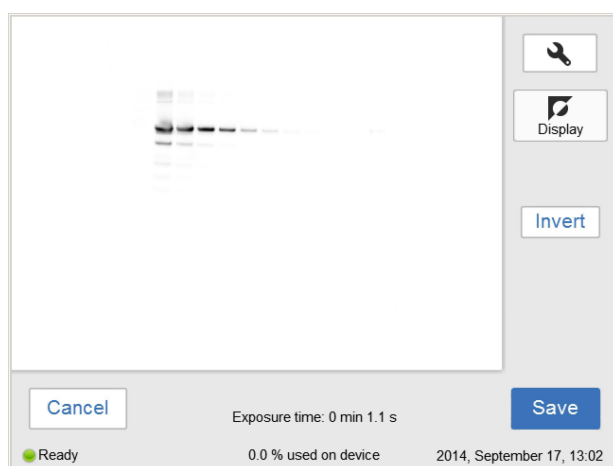 Display
Invert
Cancel
Exposure time: 0 min 1.1 s
Save
Ready
0.0 % used on device
2014, September 17, 13:02